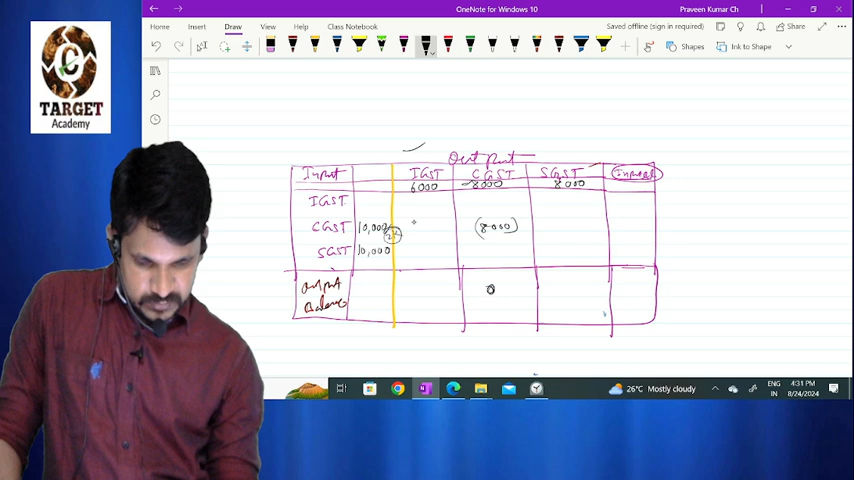 OneNote for Windows 10
Praveen Kumar Ch
Home Insert Draw View Help Class Notebook
Saved offline (sign in required)
Share
Shapes
Ink to Shape
TARGET
Academy
Output
Input IGST CGST SGST
6000 8000 8000
IGST
CGST 10,000 (8000)
SGST 10,000
Output 0
Balance
26°C Mostly cloudy
ENG
IN
4:31 PM
8/24/2024